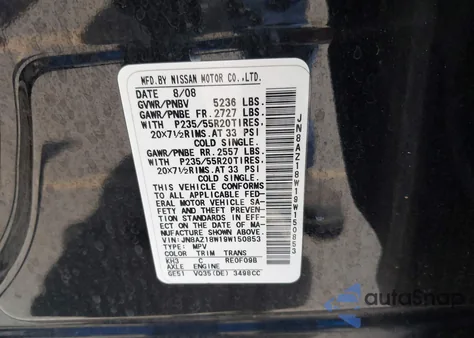 MFD.BY NISSAN MOTOR CO.,LTD.
DATE 8/08
GVWR/PNBV 5236 LBS.
GAWR/PNBE FR.2727 LBS.
WITH P235/55R20TIRES.
20X7½RIMS.AT 33 PSI
COLD SINGLE.
GAWR/PNBE RR.2557 LBS.
WITH P235/55R20TIRES.
20X7½RIMS.AT 33 PSI
COLD SINGLE.
THIS VEHICLE CONFORMS
TO ALL APPLICABLE FED-
ERAL MOTOR VEHICLE SA-
FETY AND THEFT PREVEN-
TION STANDARDS IN
EFFECT ON THE DATE OF
MANUFACTURE SHOWN ABOVE.
VIN:JN8AZ18W19W150853
TYPE: MPV
COLOR TRIM TRANS
KH3 C RE0F09B
AXLE ENGINE
GE51 VQ35(DE) 3498CC
JN8AZ18W19W150853
AutoSnap